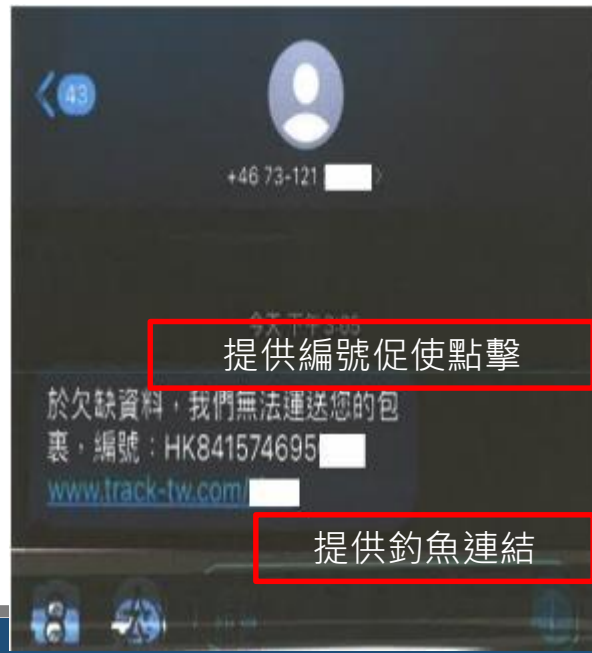 43
+46 73-121
今天 下午3:05
提供編號促使點擊
於欠缺資料，我們無法運送您的包
裹，編號：HK841574695
www.track-tw.com/
提供釣魚連結